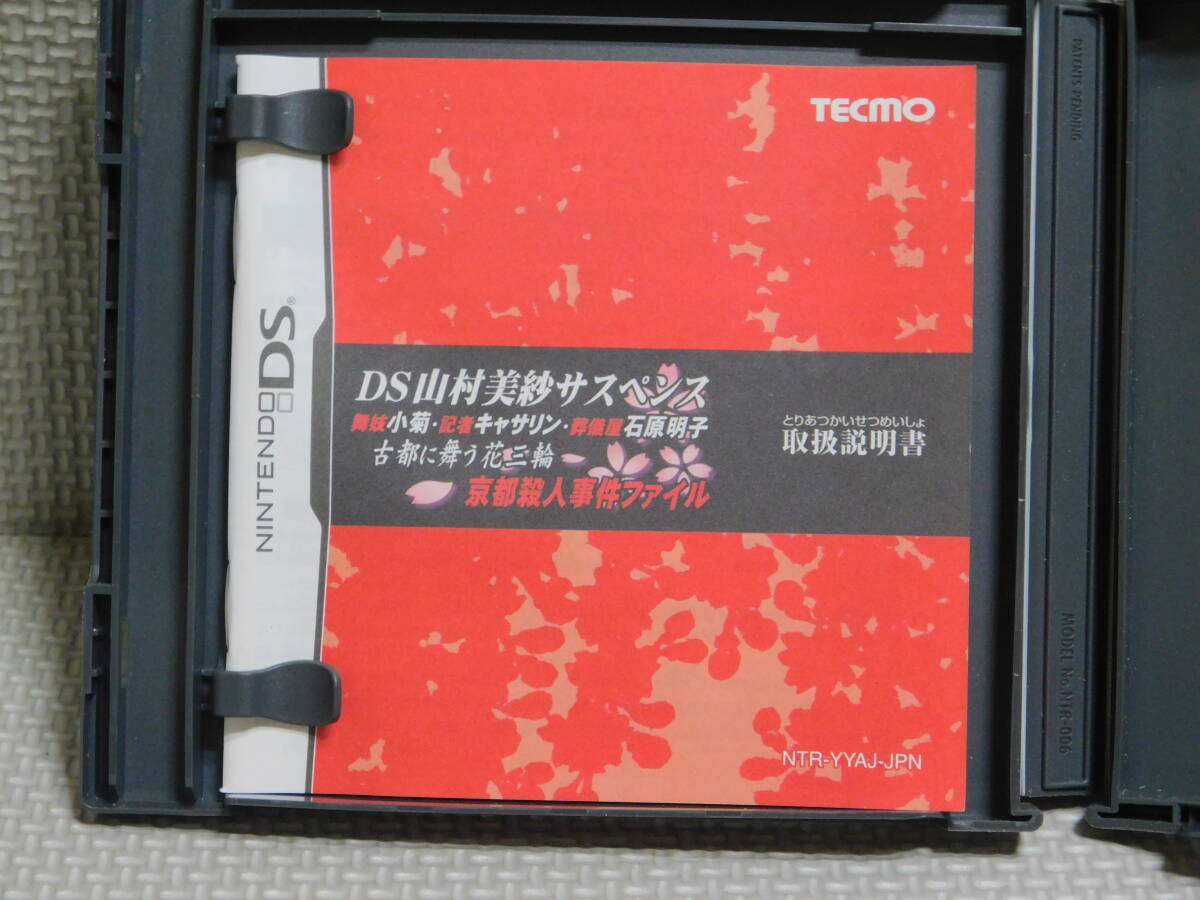 TECMO
NINTENDO DS®
DS山村美紗サスペンス
舞妓小菊・記者キャサリン・葬儀屋石原明子
古都に舞う花三輪
京都殺人事件ファイル
とりあつかいせつめいしょ
取扱説明書
NTR-YYAJ-JPN
PATENTS PENDING
MODEL No.NTR-006